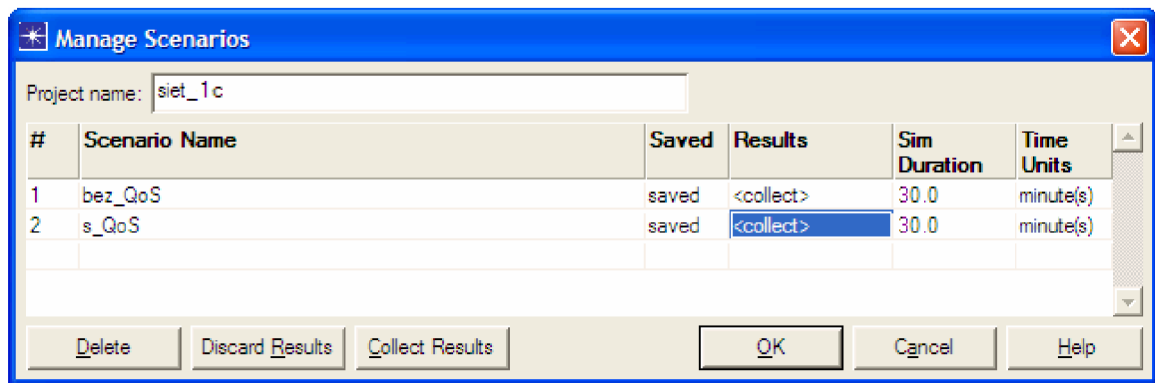 Manage Scenarios
Project name: siet_1c
# Scenario Name Saved Results Sim Duration Time Units
1 bez_QoS saved <collect> 30.0 minute(s)
2 s_QoS saved <collect> 30.0 minute(s)
Delete Discard Results Collect Results OK Cancel Help